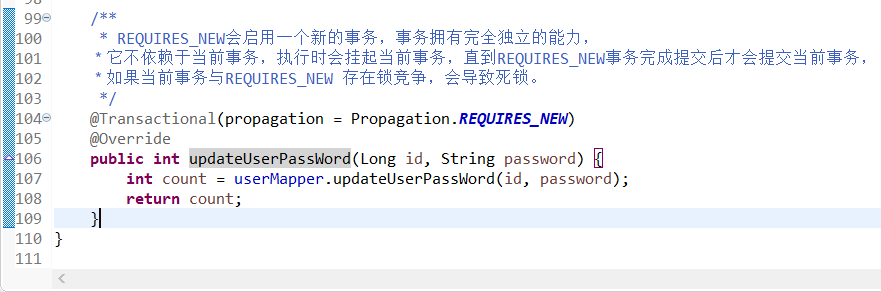 98
99 /**
100 * REQUIRES_NEW会启用一个新的事务，事务拥有完全独立的能力，
101 * 它不依赖于当前事务，执行时会挂起当前事务，直到REQUIRES_NEW事务完成提交后才会提交当前事务，
102 * 如果当前事务与REQUIRES_NEW 存在锁竞争，会导致死锁。
103 */
104 @Transactional(propagation = Propagation.REQUIRES_NEW)
105 @Override
106 public int updateUserPassWord(Long id, String password) {
107 int count = userMapper.updateUserPassWord(id, password);
108 return count;
109 }
110 }
111